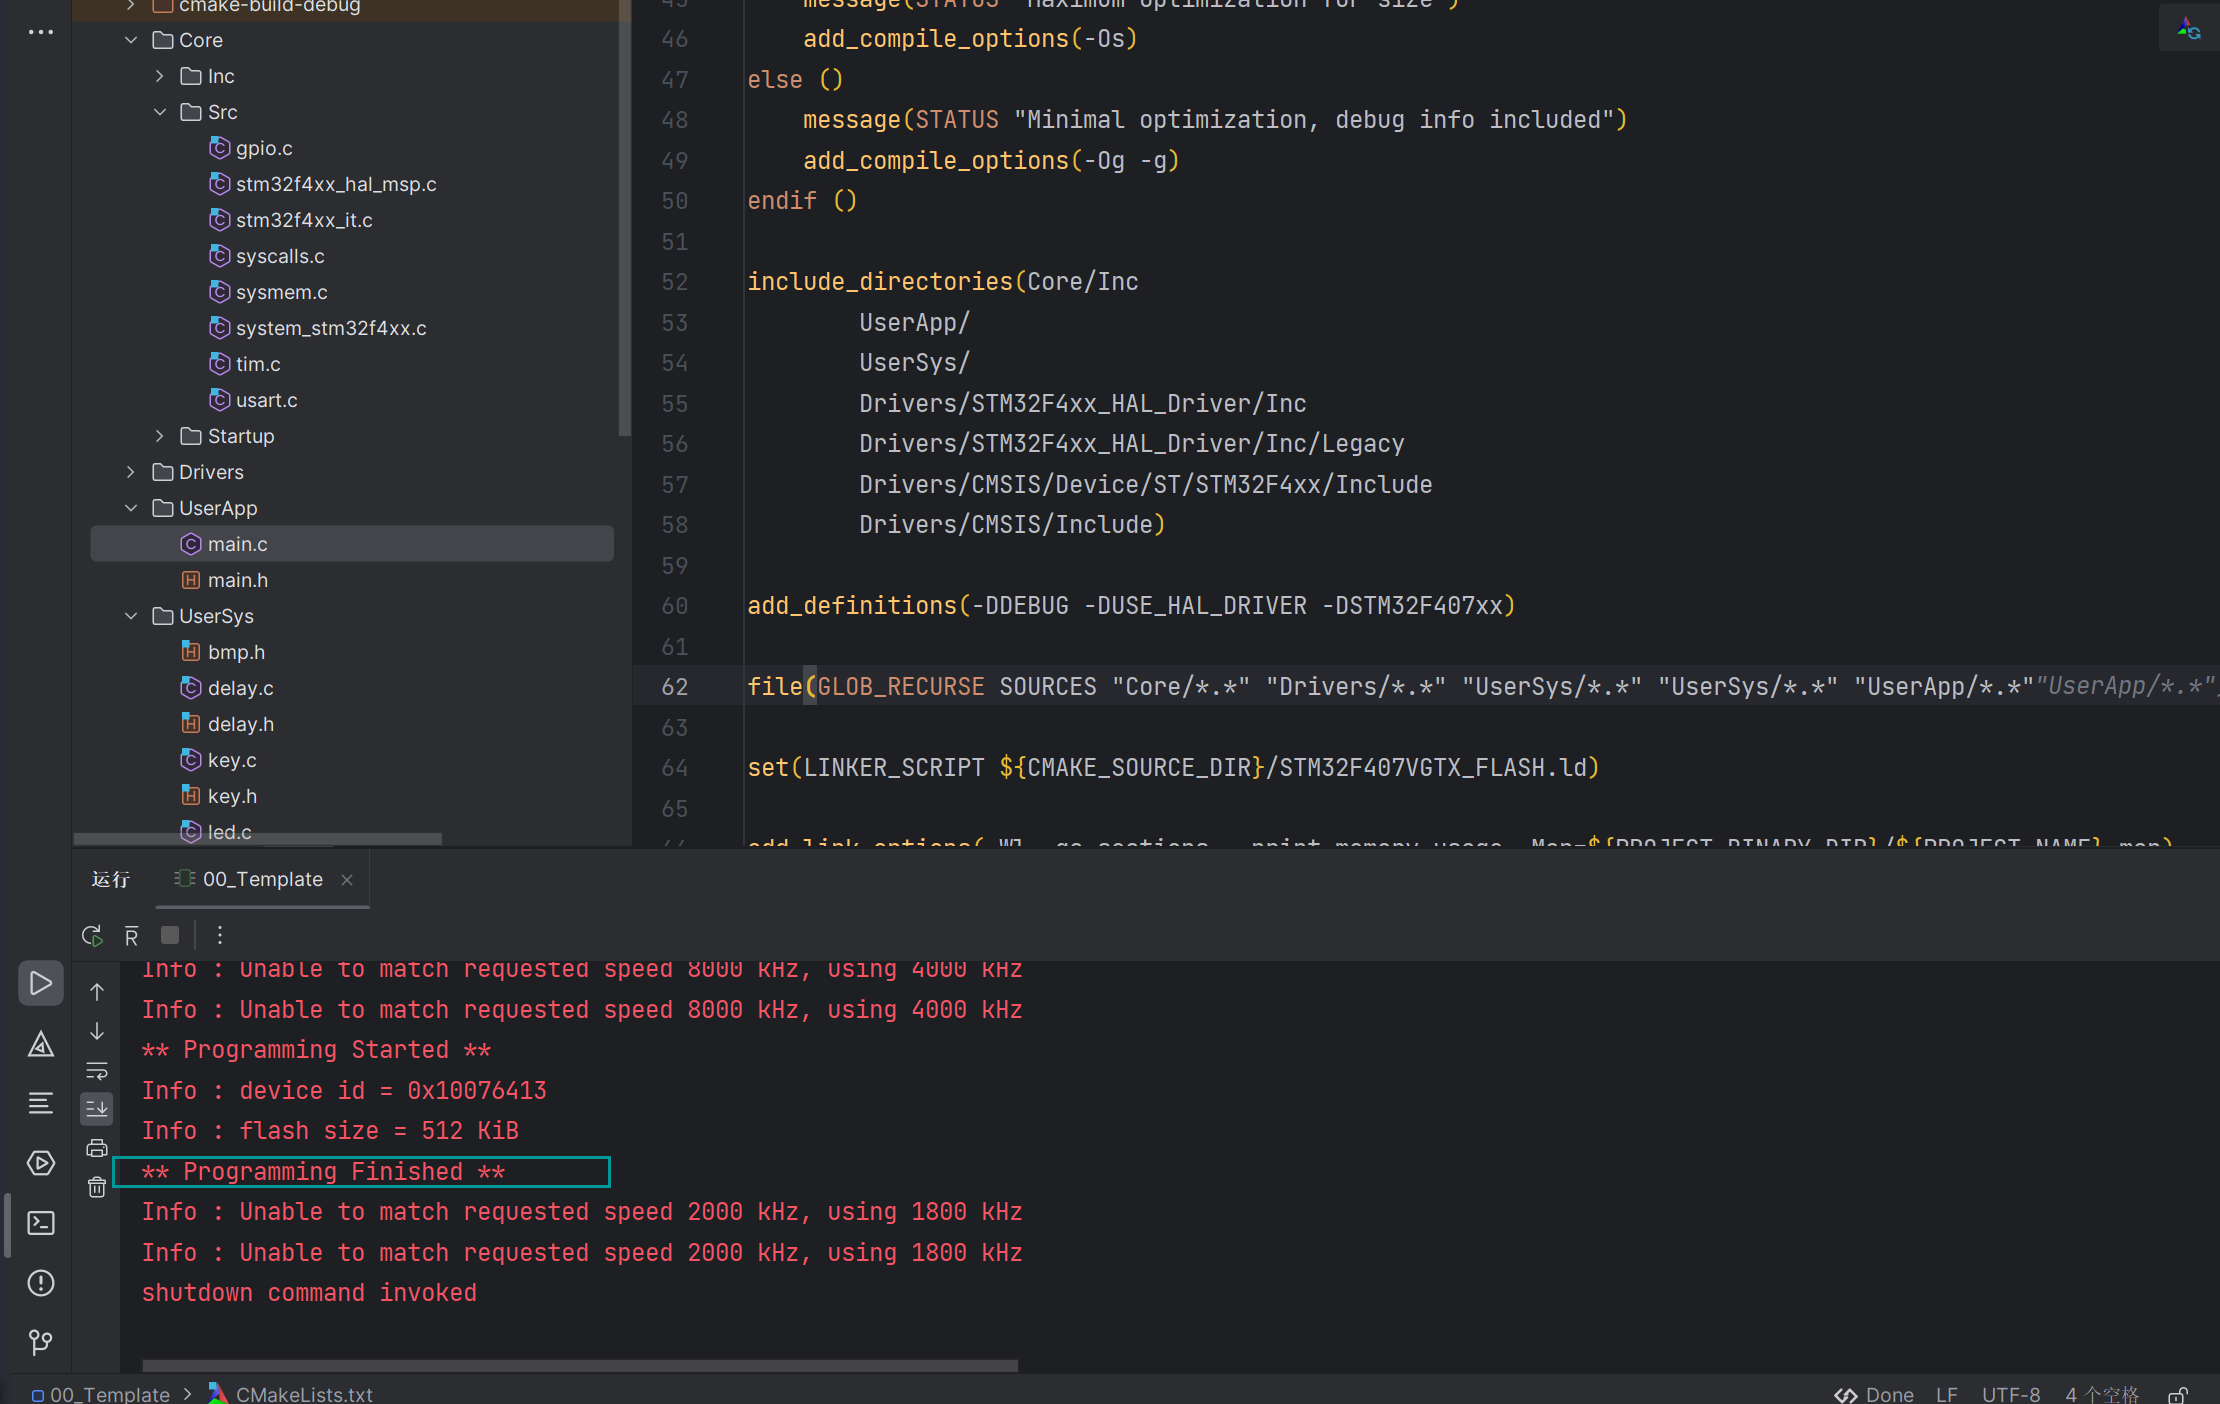 cmake-build-debug
Core
Inc
Src
gpio.c
stm32f4xx_hal_msp.c
stm32f4xx_it.c
syscalls.c
sysmem.c
system_stm32f4xx.c
tim.c
usart.c
Startup
Drivers
UserApp
main.c
main.h
UserSys
bmp.h
delay.c
delay.h
key.c
key.h
led.c
45 message(STATUS "Maximum optimization for size")
46 add_compile_options(-Os)
47 else ()
48 message(STATUS "Minimal optimization, debug info included")
49 add_compile_options(-Og -g)
50 endif ()
51
52 include_directories(Core/Inc
53 UserApp/
54 UserSys/
55 Drivers/STM32F4xx_HAL_Driver/Inc
56 Drivers/STM32F4xx_HAL_Driver/Inc/Legacy
57 Drivers/CMSIS/Device/ST/STM32F4xx/Include
58 Drivers/CMSIS/Include)
59
60 add_definitions(-DDEBUG -DUSE_HAL_DRIVER -DSTM32F407xx)
61
62 file(GLOB_RECURSE SOURCES "Core/*.*" "Drivers/*.*" "UserSys/*.*" "UserSys/*.*" "UserApp/*.*""UserApp/*.*"
63
64 set(LINKER_SCRIPT ${CMAKE_SOURCE_DIR}/STM32F407VGTX_FLASH.ld)
65
运行 00_Template
Info : Unable to match requested speed 8000 kHz, using 4000 kHz
Info : Unable to match requested speed 8000 kHz, using 4000 kHz
** Programming Started **
Info : device id = 0x10076413
Info : flash size = 512 KiB
** Programming Finished **
Info : Unable to match requested speed 2000 kHz, using 1800 kHz
Info : Unable to match requested speed 2000 kHz, using 1800 kHz
shutdown command invoked
00_Template > CMakeLists.txt Done LF UTF-8 4 个空格